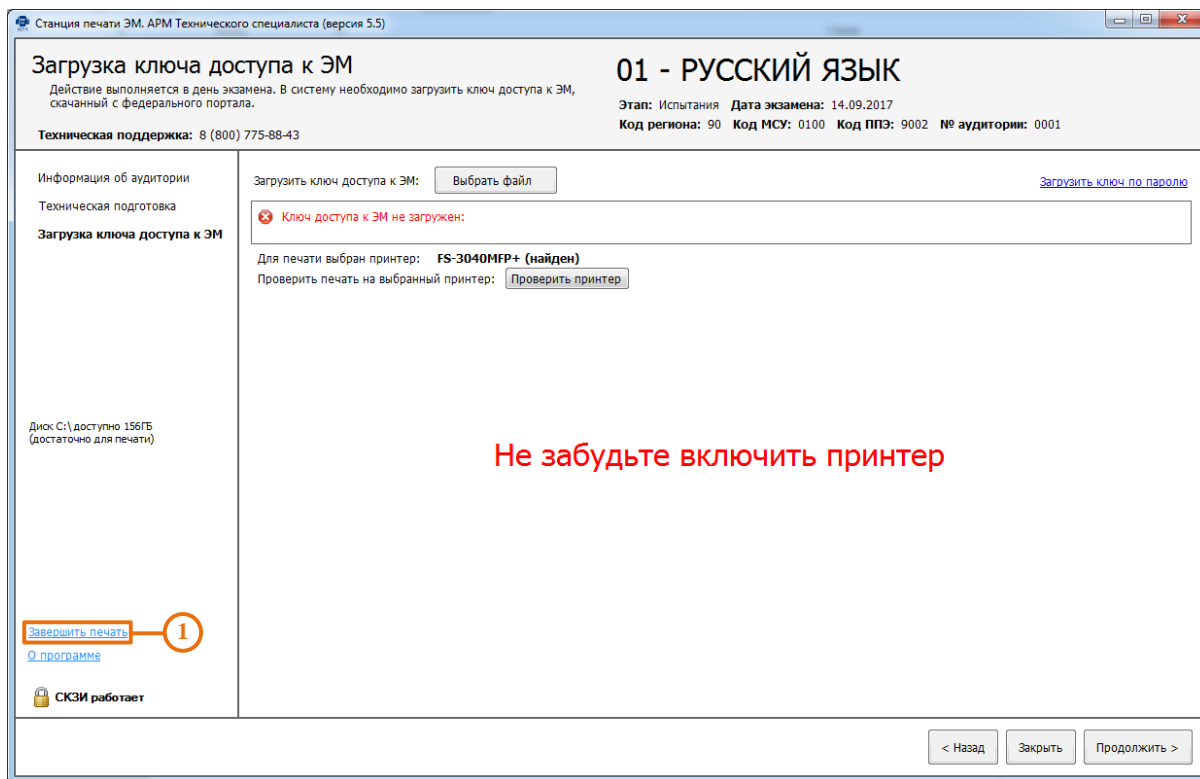 Станция печати ЭМ. АРМ Технического специалиста (версия 5.5)
Загрузка ключа доступа к ЭМ
Действие выполняется в день экзамена. В систему необходимо загрузить ключ доступа к ЭМ,
скачанный с федерального портала.
Техническая поддержка: 8 (800) 775-88-43
01 - РУССКИЙ ЯЗЫК
Этап: Испытания Дата экзамена: 14.09.2017
Код региона: 90 Код МСУ: 0100 Код ППЭ: 9002 № аудитории: 0001
Информация об аудитории
Техническая подготовка
Загрузка ключа доступа к ЭМ
Диск С:\ доступно 156ГБ
(достаточно для печати)
Завершить печать
1
О программе
СКЗИ работает
Загрузить ключ доступа к ЭМ: Выбрать файл
Загрузить ключ по паролю
Ключ доступа к ЭМ не загружен:
Для печати выбран принтер: FS-3040MFP+ (найден)
Проверить печать на выбранный принтер: Проверить принтер
Не забудьте включить принтер
< Назад Закрыть Продолжить >